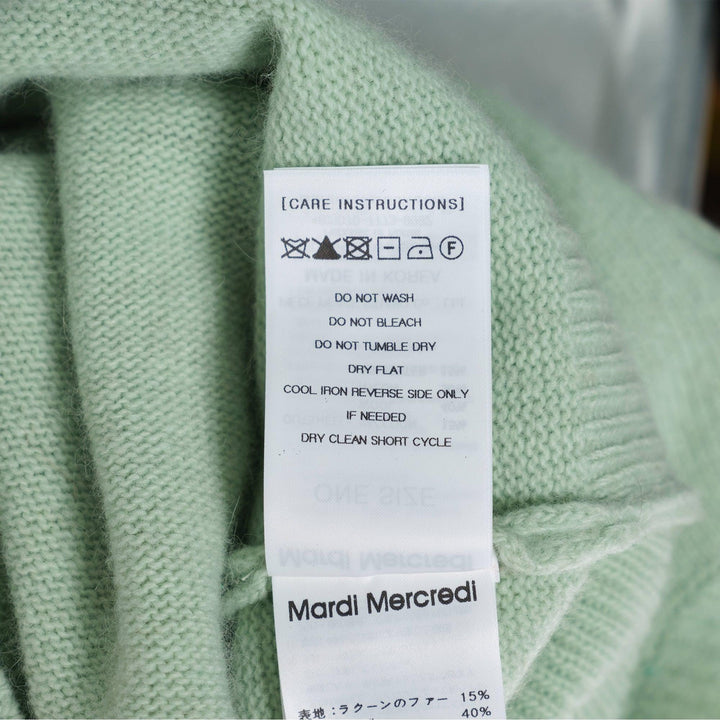 [CARE INSTRUCTIONS]
F
DO NOT WASH
DO NOT BLEACH
DO NOT TUMBLE DRY
DRY FLAT
COOL IRON REVERSE SIDE ONLY
IF NEEDED
DRY CLEAN SHORT CYCLE
Mardi Mercredi
表地 : ラクーンのファー 15%
40%